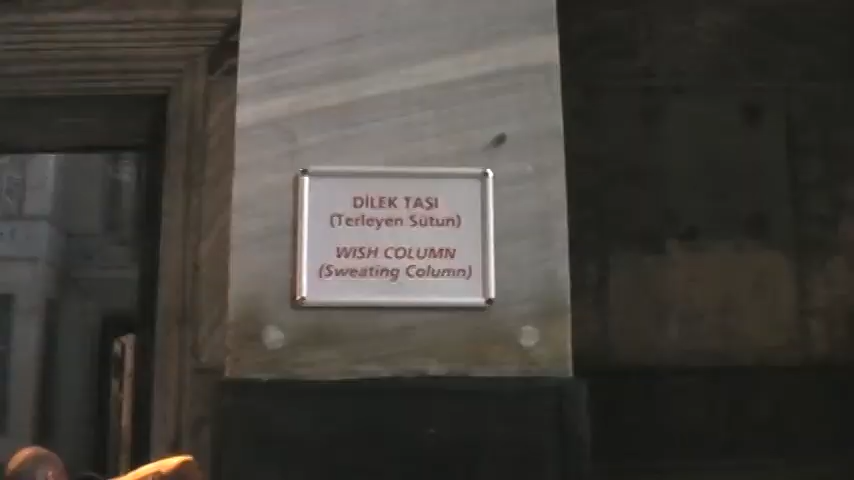 DİLEK TAŞI
(Terleyen Sütun)
WISH COLUMN
(Sweating Column)